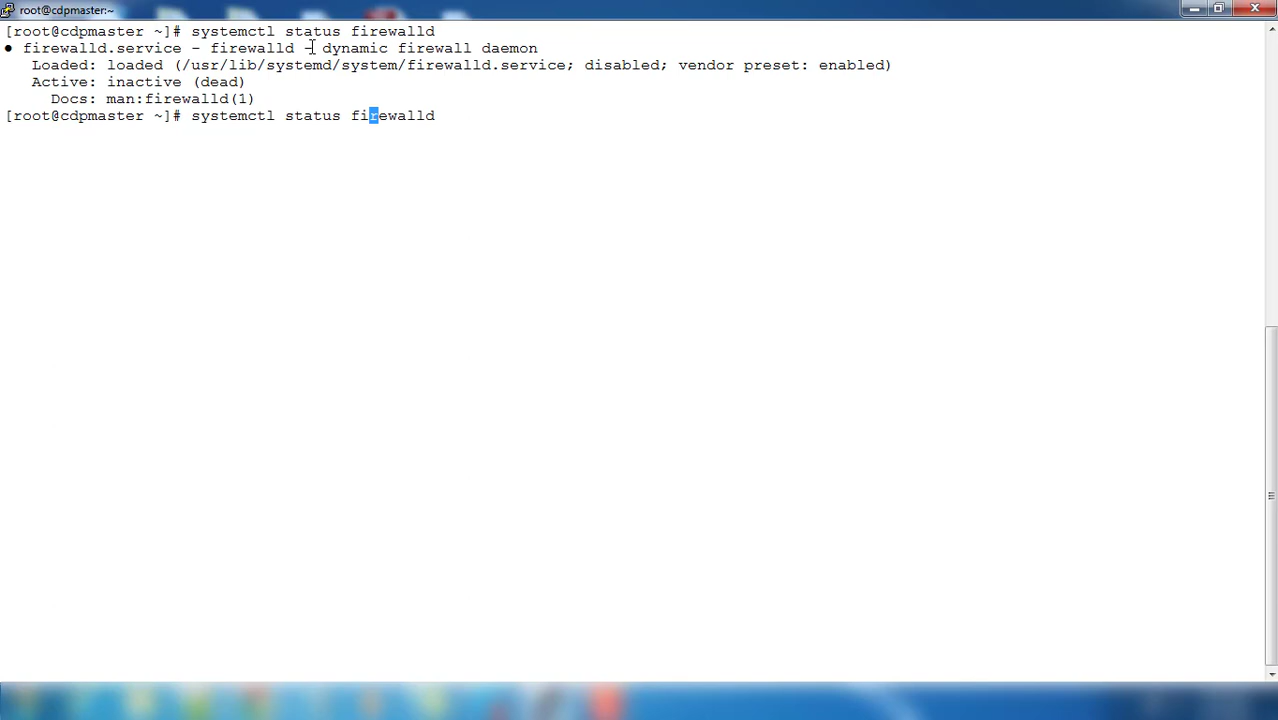 root@cdpmaster:~
[root@cdpmaster ~]# systemctl status firewalld
● firewalld.service - firewalld - dynamic firewall daemon
   Loaded: loaded (/usr/lib/systemd/system/firewalld.service; disabled; vendor preset: enabled)
   Active: inactive (dead)
     Docs: man:firewalld(1)
[root@cdpmaster ~]# systemctl status firewalld